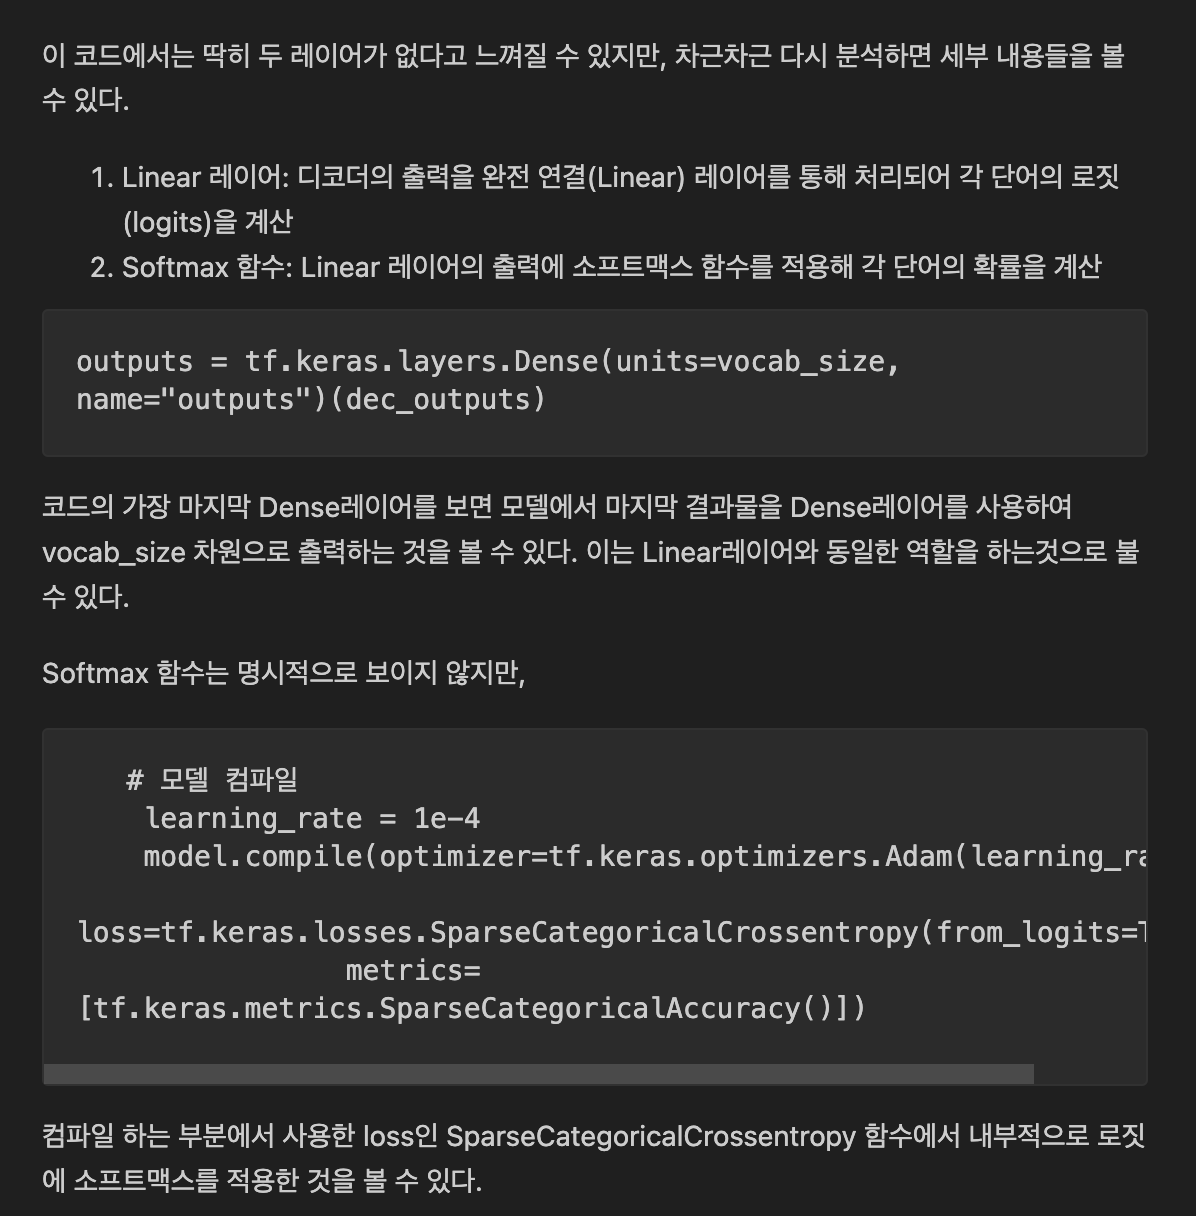 이 코드에서는 딱히 두 레이어가 없다고 느껴질 수 있지만, 차근차근 다시 분석하면 세부 내용들을 볼
수 있다.
1. Linear 레이어: 디코더의 출력을 완전 연결(Linear) 레이어를 통해 처리되어 각 단어의 로짓
(logits)을 계산
2. Softmax 함수: Linear 레이어의 출력에 소프트맥스 함수를 적용해 각 단어의 확률을 계산
outputs = tf.keras.layers.Dense(units=vocab_size,
name="outputs")(dec_outputs)
코드의 가장 마지막 Dense레이어를 보면 모델에서 마지막 결과물을 Dense레이어를 사용하여
vocab_size 차원으로 출력하는 것을 볼 수 있다. 이는 Linear레이어와 동일한 역할을 하는것으로 불
수 있다.
Softmax 함수는 명시적으로 보이지 않지만,
# 모델 컴파일
learning_rate = 1e-4
model.compile(optimizer=tf.keras.optimizers.Adam(learning_ra
loss=tf.keras.losses.SparseCategoricalCrossentropy(from_logits=T
metrics=
[tf.keras.metrics.SparseCategoricalAccuracy()])
컴파일 하는 부분에서 사용한 loss인 SparseCategoricalCrossentropy 함수에서 내부적으로 로짓
에 소프트맥스를 적용한 것을 볼 수 있다.